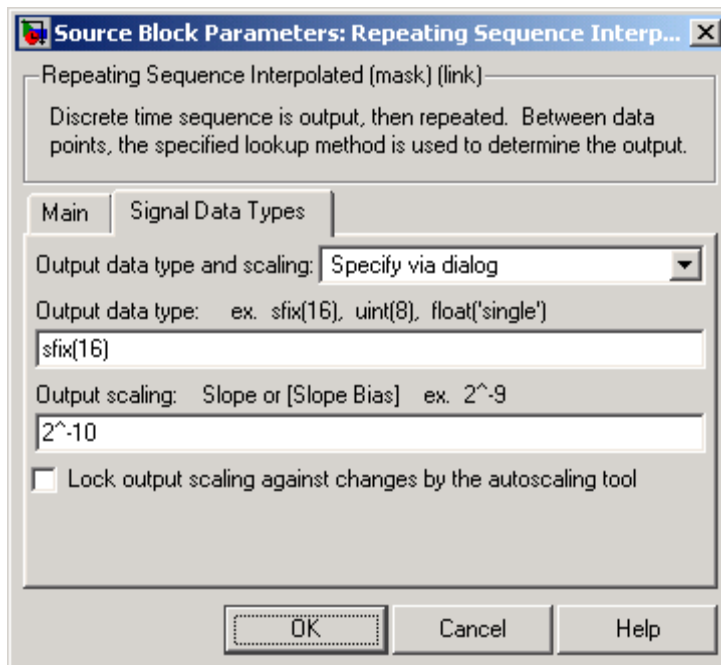 Source Block Parameters: Repeating Sequence Interp...
Repeating Sequence Interpolated (mask) (link)
Discrete time sequence is output, then repeated. Between data
points, the specified lookup method is used to determine the output.
Main Signal Data Types
Output data type and scaling: Specify via dialog
Output data type: ex. sfix(16), uint(8), float('single')
sfix(16)
Output scaling: Slope or [Slope Bias] ex. 2^-9
2^-10
Lock output scaling against changes by the autoscaling tool
OK Cancel Help